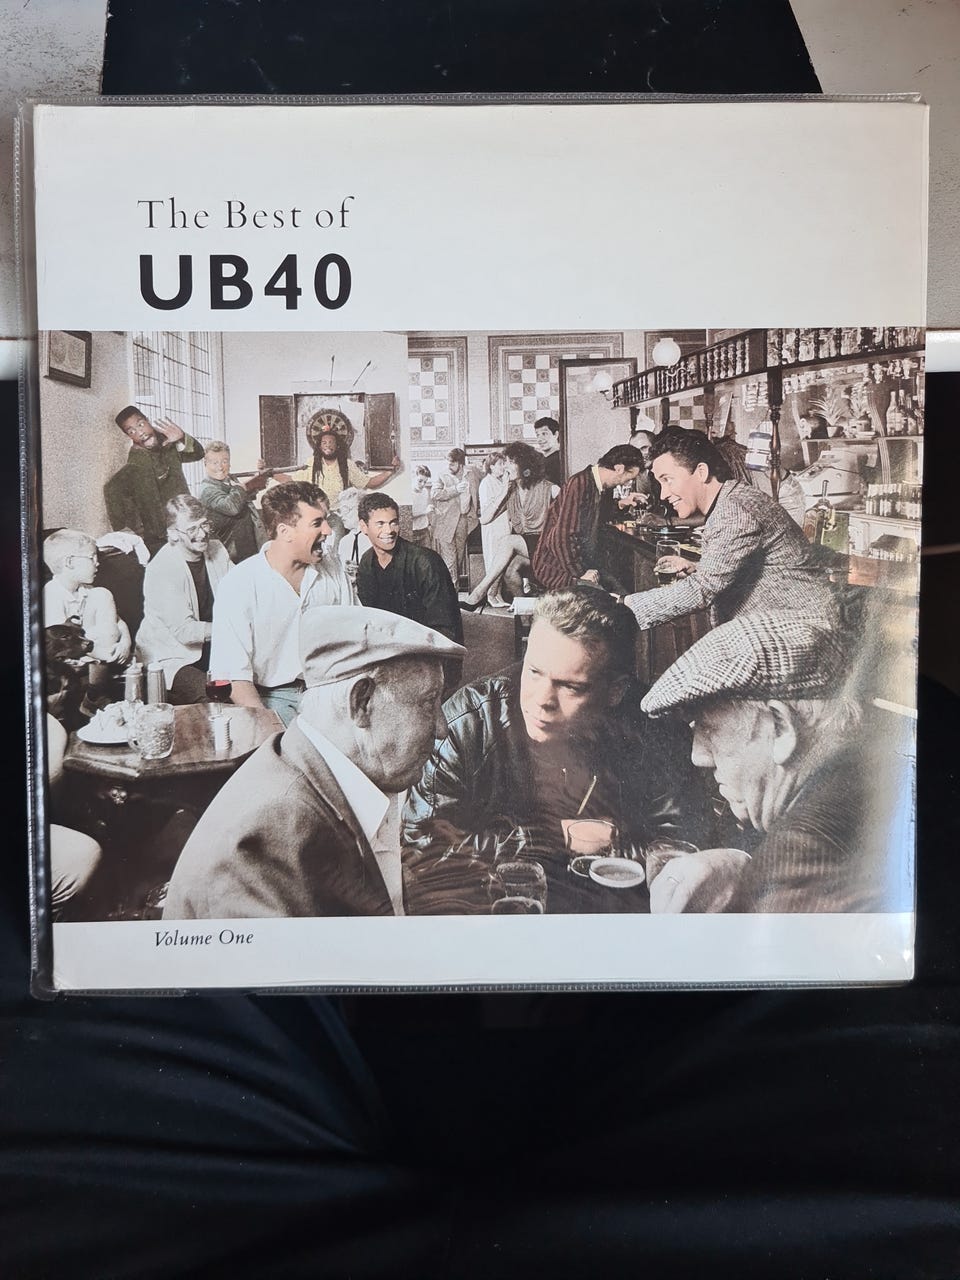 The Best of
UB40
Volume One